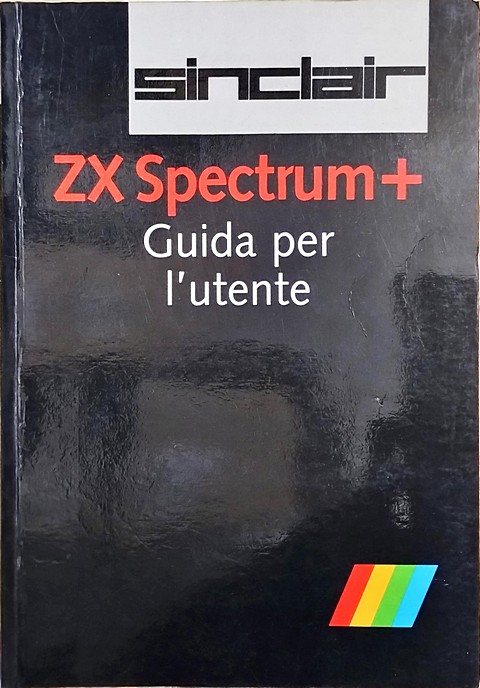 sinclair
ZX Spectrum+
Guida per
l'utente